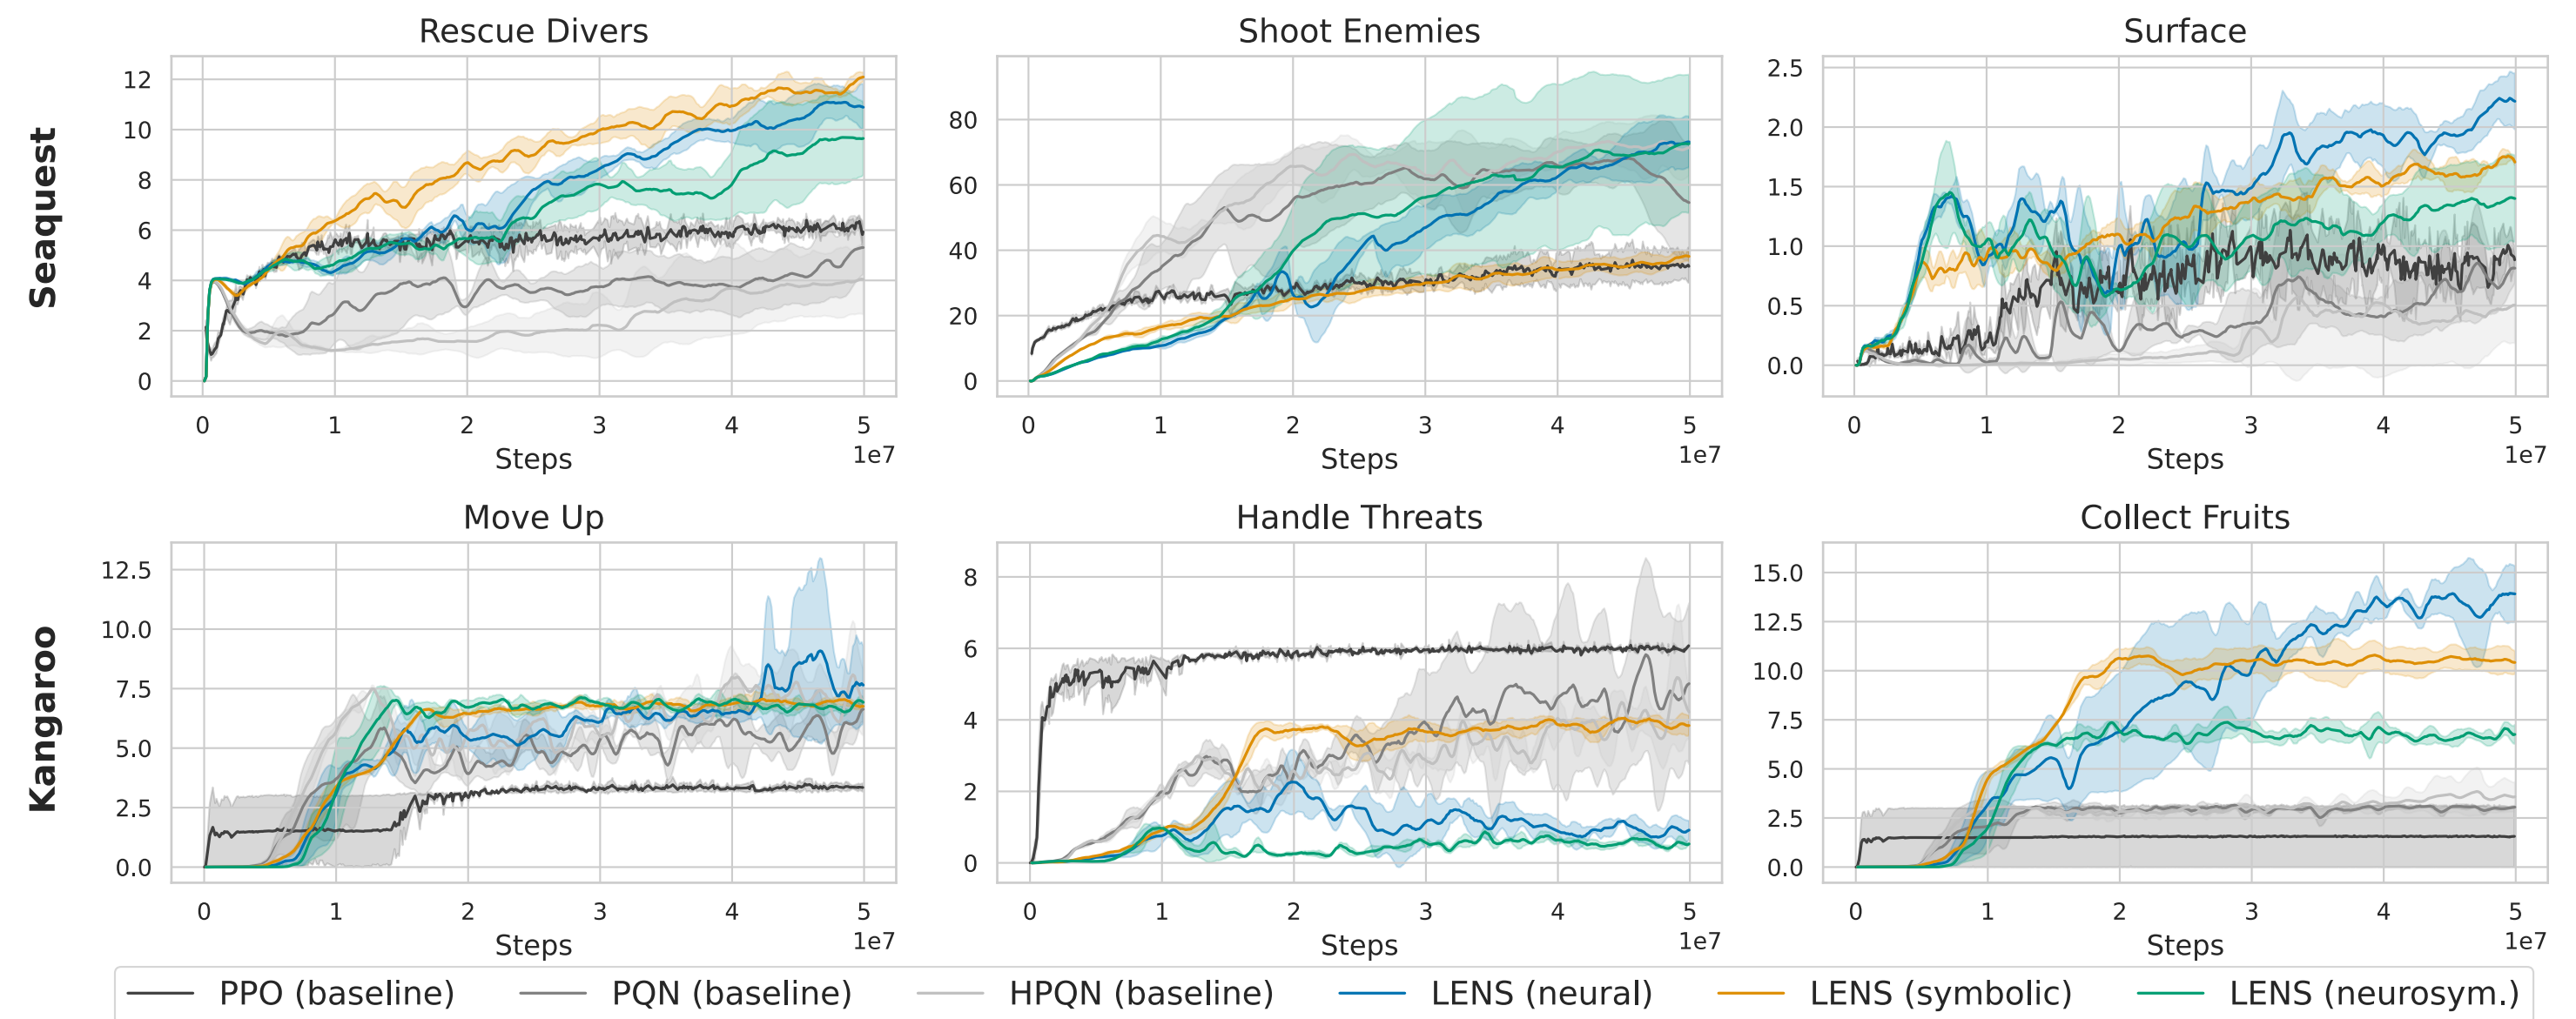 Rescue Divers
Shoot Enemies
Surface
Seaquest
12
10
8
6
4
2
0
0 1 2 3 4 5
1e7
Steps
80
60
40
20
0
0 1 2 3 4 5
1e7
Steps
2.5
2.0
1.5
1.0
0.5
0.0
0 1 2 3 4 5
1e7
Steps
Move Up
Handle Threats
Collect Fruits
Kangaroo
12.5
10.0
7.5
5.0
2.5
0.0
0 1 2 3 4 5
1e7
Steps
8
6
4
2
0
0 1 2 3 4 5
1e7
Steps
15.0
12.5
10.0
7.5
5.0
2.5
0.0
0 1 2 3 4 5
1e7
Steps
PPO (baseline) PQN (baseline) HPQN (baseline) LENS (neural) LENS (symbolic) LENS (neurosym.)